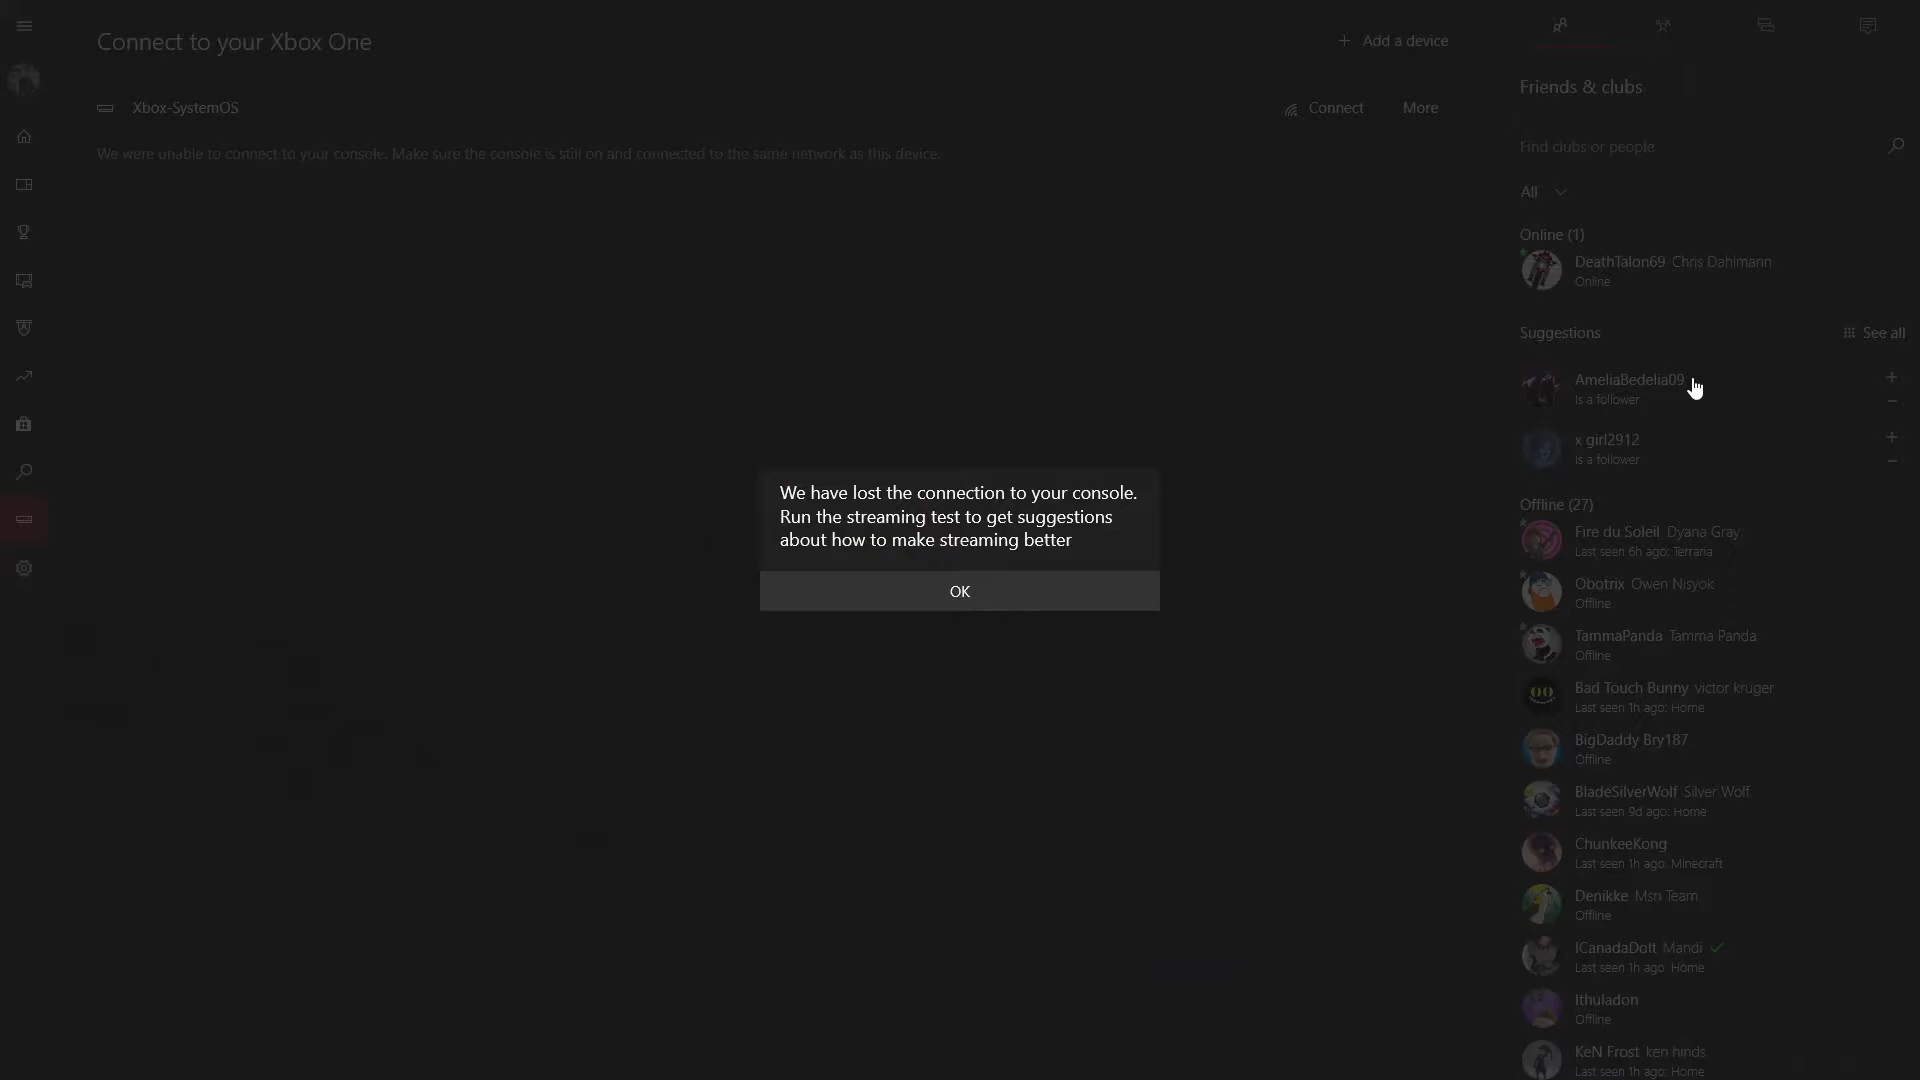 Connect to your Xbox One
Add a device
Xbox-SystemOS
Connect
More
We were unable to connect to your console. Make sure the console is still on and connected to the same network as this device.
We have lost the connection to your console.
Run the streaming test to get suggestions
about how to make streaming better
OK
Friends & clubs
Find clubs or people
All
Online (1)
DeathTalon69 Chris Dahlmann
Online
Suggestions
See all
AmeliaBedelia09
Is a follower
x girl2912
Is a follower
Offline (27)
Fire du Soleil Dyana Gray
Last seen 6h ago: Terraria
Obotrix Owen Nisyok
Offline
TammaPanda Tamma Panda
Offline
Bad Touch Bunny victor kruger
Last seen 1h ago: Home
BigDaddy Bry187
Offline
BladeSilverWolf Silver Wolf
Last seen 9d ago: Home
ChunkeeKong
Last seen 1h ago: Minecraft
Denikke Msn Team
Offline
ICanadaDolt Mandi
Last seen 1h ago: Home
Ithuladon
Offline
KeN Frost ken hinds
Last seen 1h ago: Home